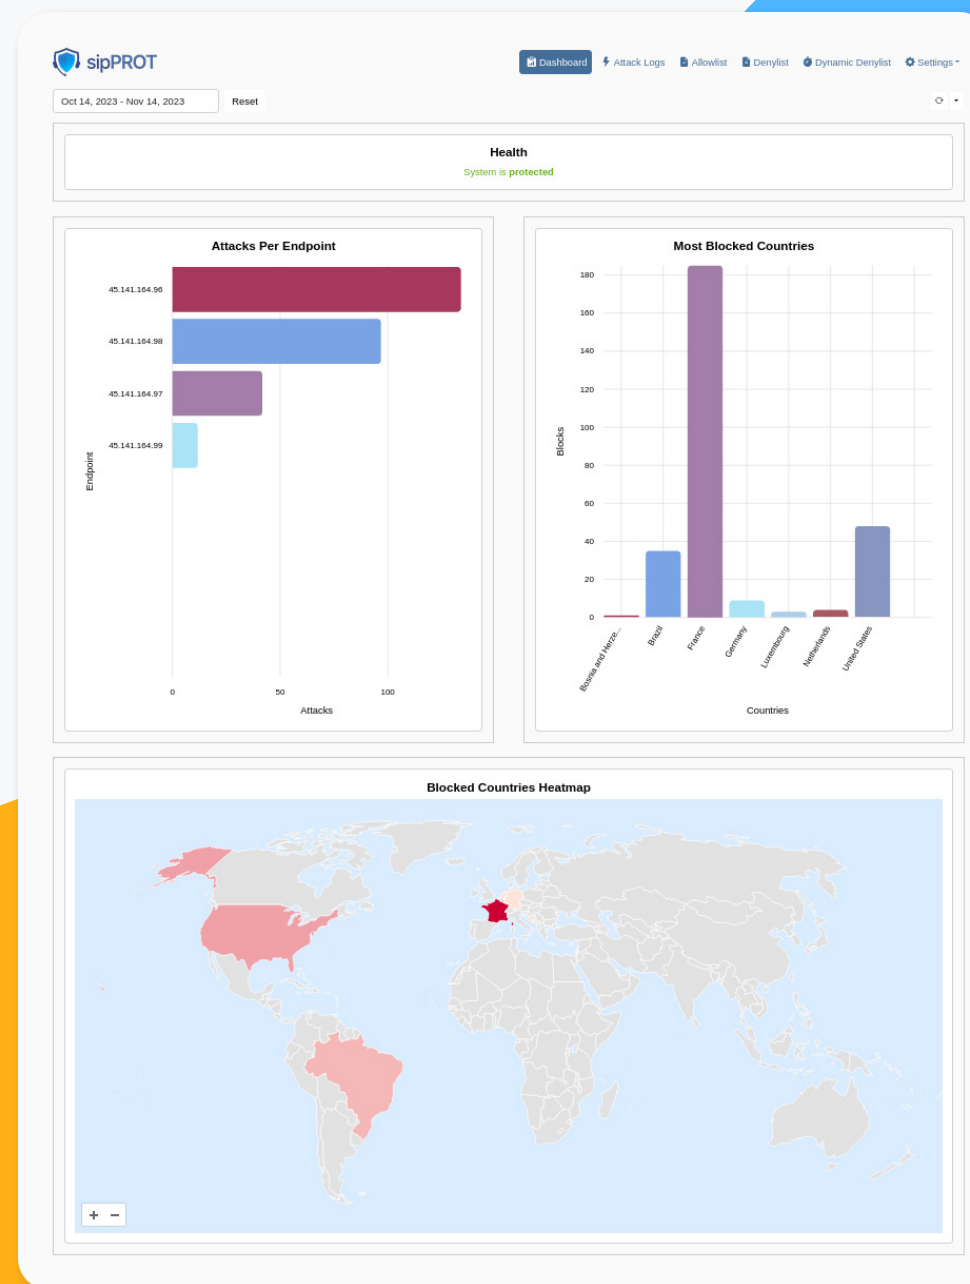 sipPROT
Dashboard
Attack Logs
Allowlist
Denylist
Dynamic Denylist
Settings
Oct 14, 2023 - Nov 14, 2023
Reset
Health
System is protected
Attacks Per Endpoint
45.141.164.96
45.141.164.98
45.141.164.97
45.141.164.99
Endpoint
0
50
100
Attacks
Most Blocked Countries
180
160
140
120
100
80
60
40
20
0
Blocks
Bosnia and Herze...
Brazil
France
Germany
Luxembourg
Netherlands
United States
Countries
Blocked Countries Heatmap
+ −